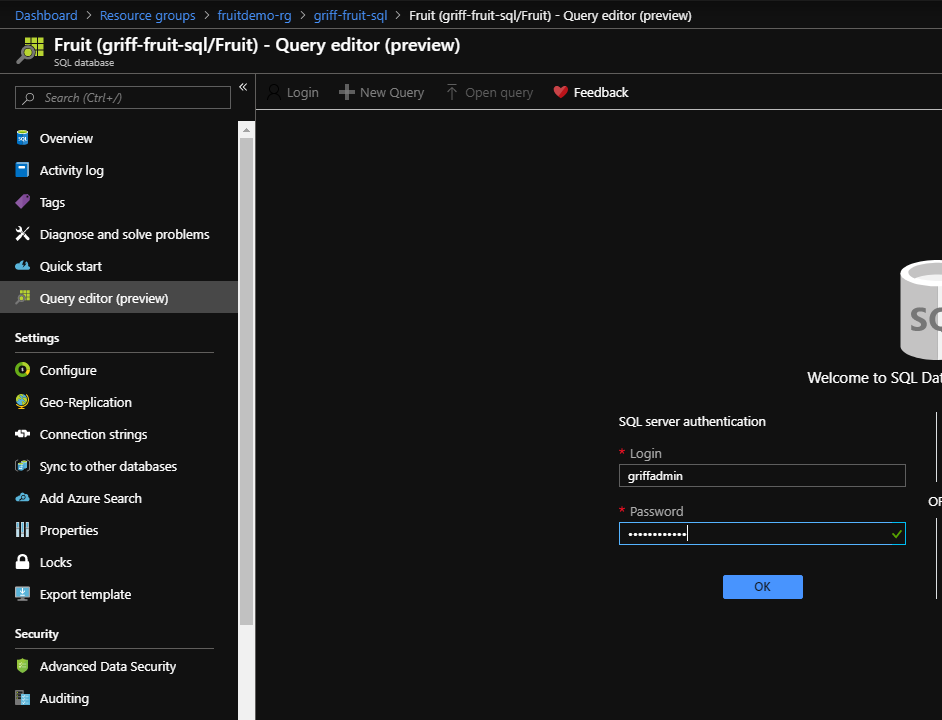 Dashboard > Resource groups > fruitdemo-rg > griff-fruit-sql > Fruit (griff-fruit-sql/Fruit) - Query editor (preview)
Fruit (griff-fruit-sql/Fruit) - Query editor (preview)
SQL database
Search (Ctrl+/)
«
Login New Query Open query Feedback
SQL Overview
Activity log
Tags
Diagnose and solve problems
Quick start
Query editor (preview)
Settings
Configure
Geo-Replication
Connection strings
Sync to other databases
Add Azure Search
Properties
Locks
Export template
Security
Advanced Data Security
Auditing
SQ
Welcome to SQL Dat
SQL server authentication
* Login
griffadmin
* Password
••••••••••••
OK
OR